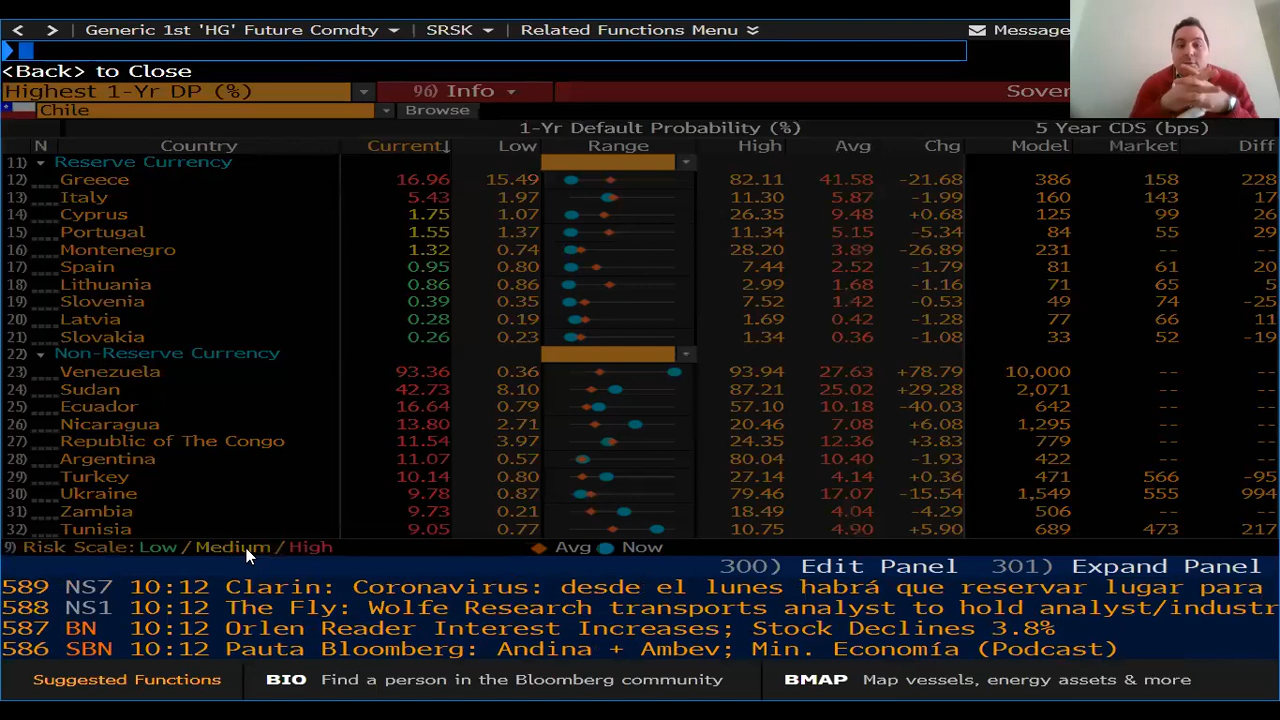 < > Generic 1st 'HG' Future Comdty SRSK Related Functions Menu Message
<Back> to Close
Highest 1-Yr DP (%) 96) Info Sover
Chile Browse
1-Yr Default Probability (%) 5 Year CDS (bps)
N Country Current↓ Low Range High Avg Chg Model Market Diff
11) Reserve Currency
12) Greece 16.96 15.49 82.11 41.58 -21.68 386 158 228
13) Italy 5.43 1.97 11.30 5.87 -1.99 160 143 17
14) Cyprus 1.75 1.07 26.35 9.48 +0.68 125 99 26
15) Portugal 1.55 1.37 11.34 5.15 -5.34 84 55 29
16) Montenegro 1.32 0.74 28.20 3.89 -26.89 231 -- --
17) Spain 0.95 0.80 7.44 2.52 -1.79 81 61 20
18) Lithuania 0.86 0.86 2.99 1.68 -1.16 71 65 5
19) Slovenia 0.39 0.35 7.52 1.42 -0.53 49 74 -25
20) Latvia 0.28 0.19 1.69 0.42 -1.28 77 66 11
21) Slovakia 0.26 0.23 1.34 0.36 -1.08 33 52 -19
22) Non-Reserve Currency
23) Venezuela 93.36 0.36 93.94 27.63 +78.79 10,000 -- --
24) Sudan 42.73 8.10 87.21 25.02 +29.28 2,071 -- --
25) Ecuador 16.64 0.79 57.10 10.18 -40.03 642 -- --
26) Nicaragua 13.80 2.71 20.46 7.08 +6.08 1,295 -- --
27) Republic of The Congo 11.54 3.97 24.35 12.36 +3.83 779 -- --
28) Argentina 11.07 0.57 80.04 10.40 -1.93 422 -- --
29) Turkey 10.14 0.80 27.14 4.14 +0.36 471 566 -95
30) Ukraine 9.78 0.87 79.46 17.07 -15.54 1,549 555 994
31) Zambia 9.73 0.21 18.49 4.04 -4.29 506 -- --
32) Tunisia 9.05 0.77 10.75 4.90 +5.90 689 473 217
9) Risk Scale: Low / Medium / High Avg Now
300) Edit Panel 301) Expand Panel
589 NS7 10:12 Clarin: Coronavirus: desde el lunes habrá que reservar lugar para
588 NS1 10:12 The Fly: Wolfe Research transports analyst to hold analyst/industr
587 BN 10:12 Orlen Reader Interest Increases; Stock Declines 3.8%
586 SBN 10:12 Pauta Bloomberg: Andina + Ambev; Min. Economía (Podcast)
Suggested Functions BIO Find a person in the Bloomberg community BMAP Map vessels, energy assets & more